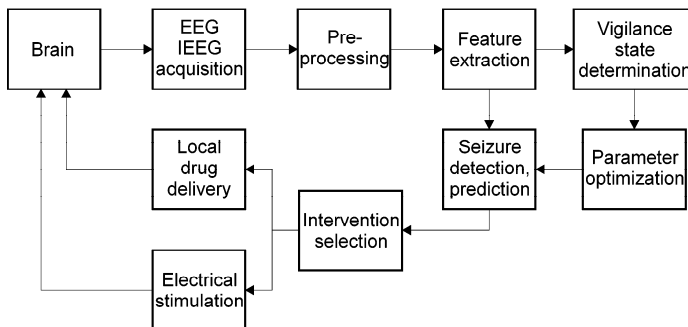 Brain
EEG
IEEG
acquisition
Pre-
processing
Feature
extraction
Vigilance
state
determination
Local
drug
delivery
Seizure
detection,
prediction
Parameter
optimization
Intervention
selection
Electrical
stimulation